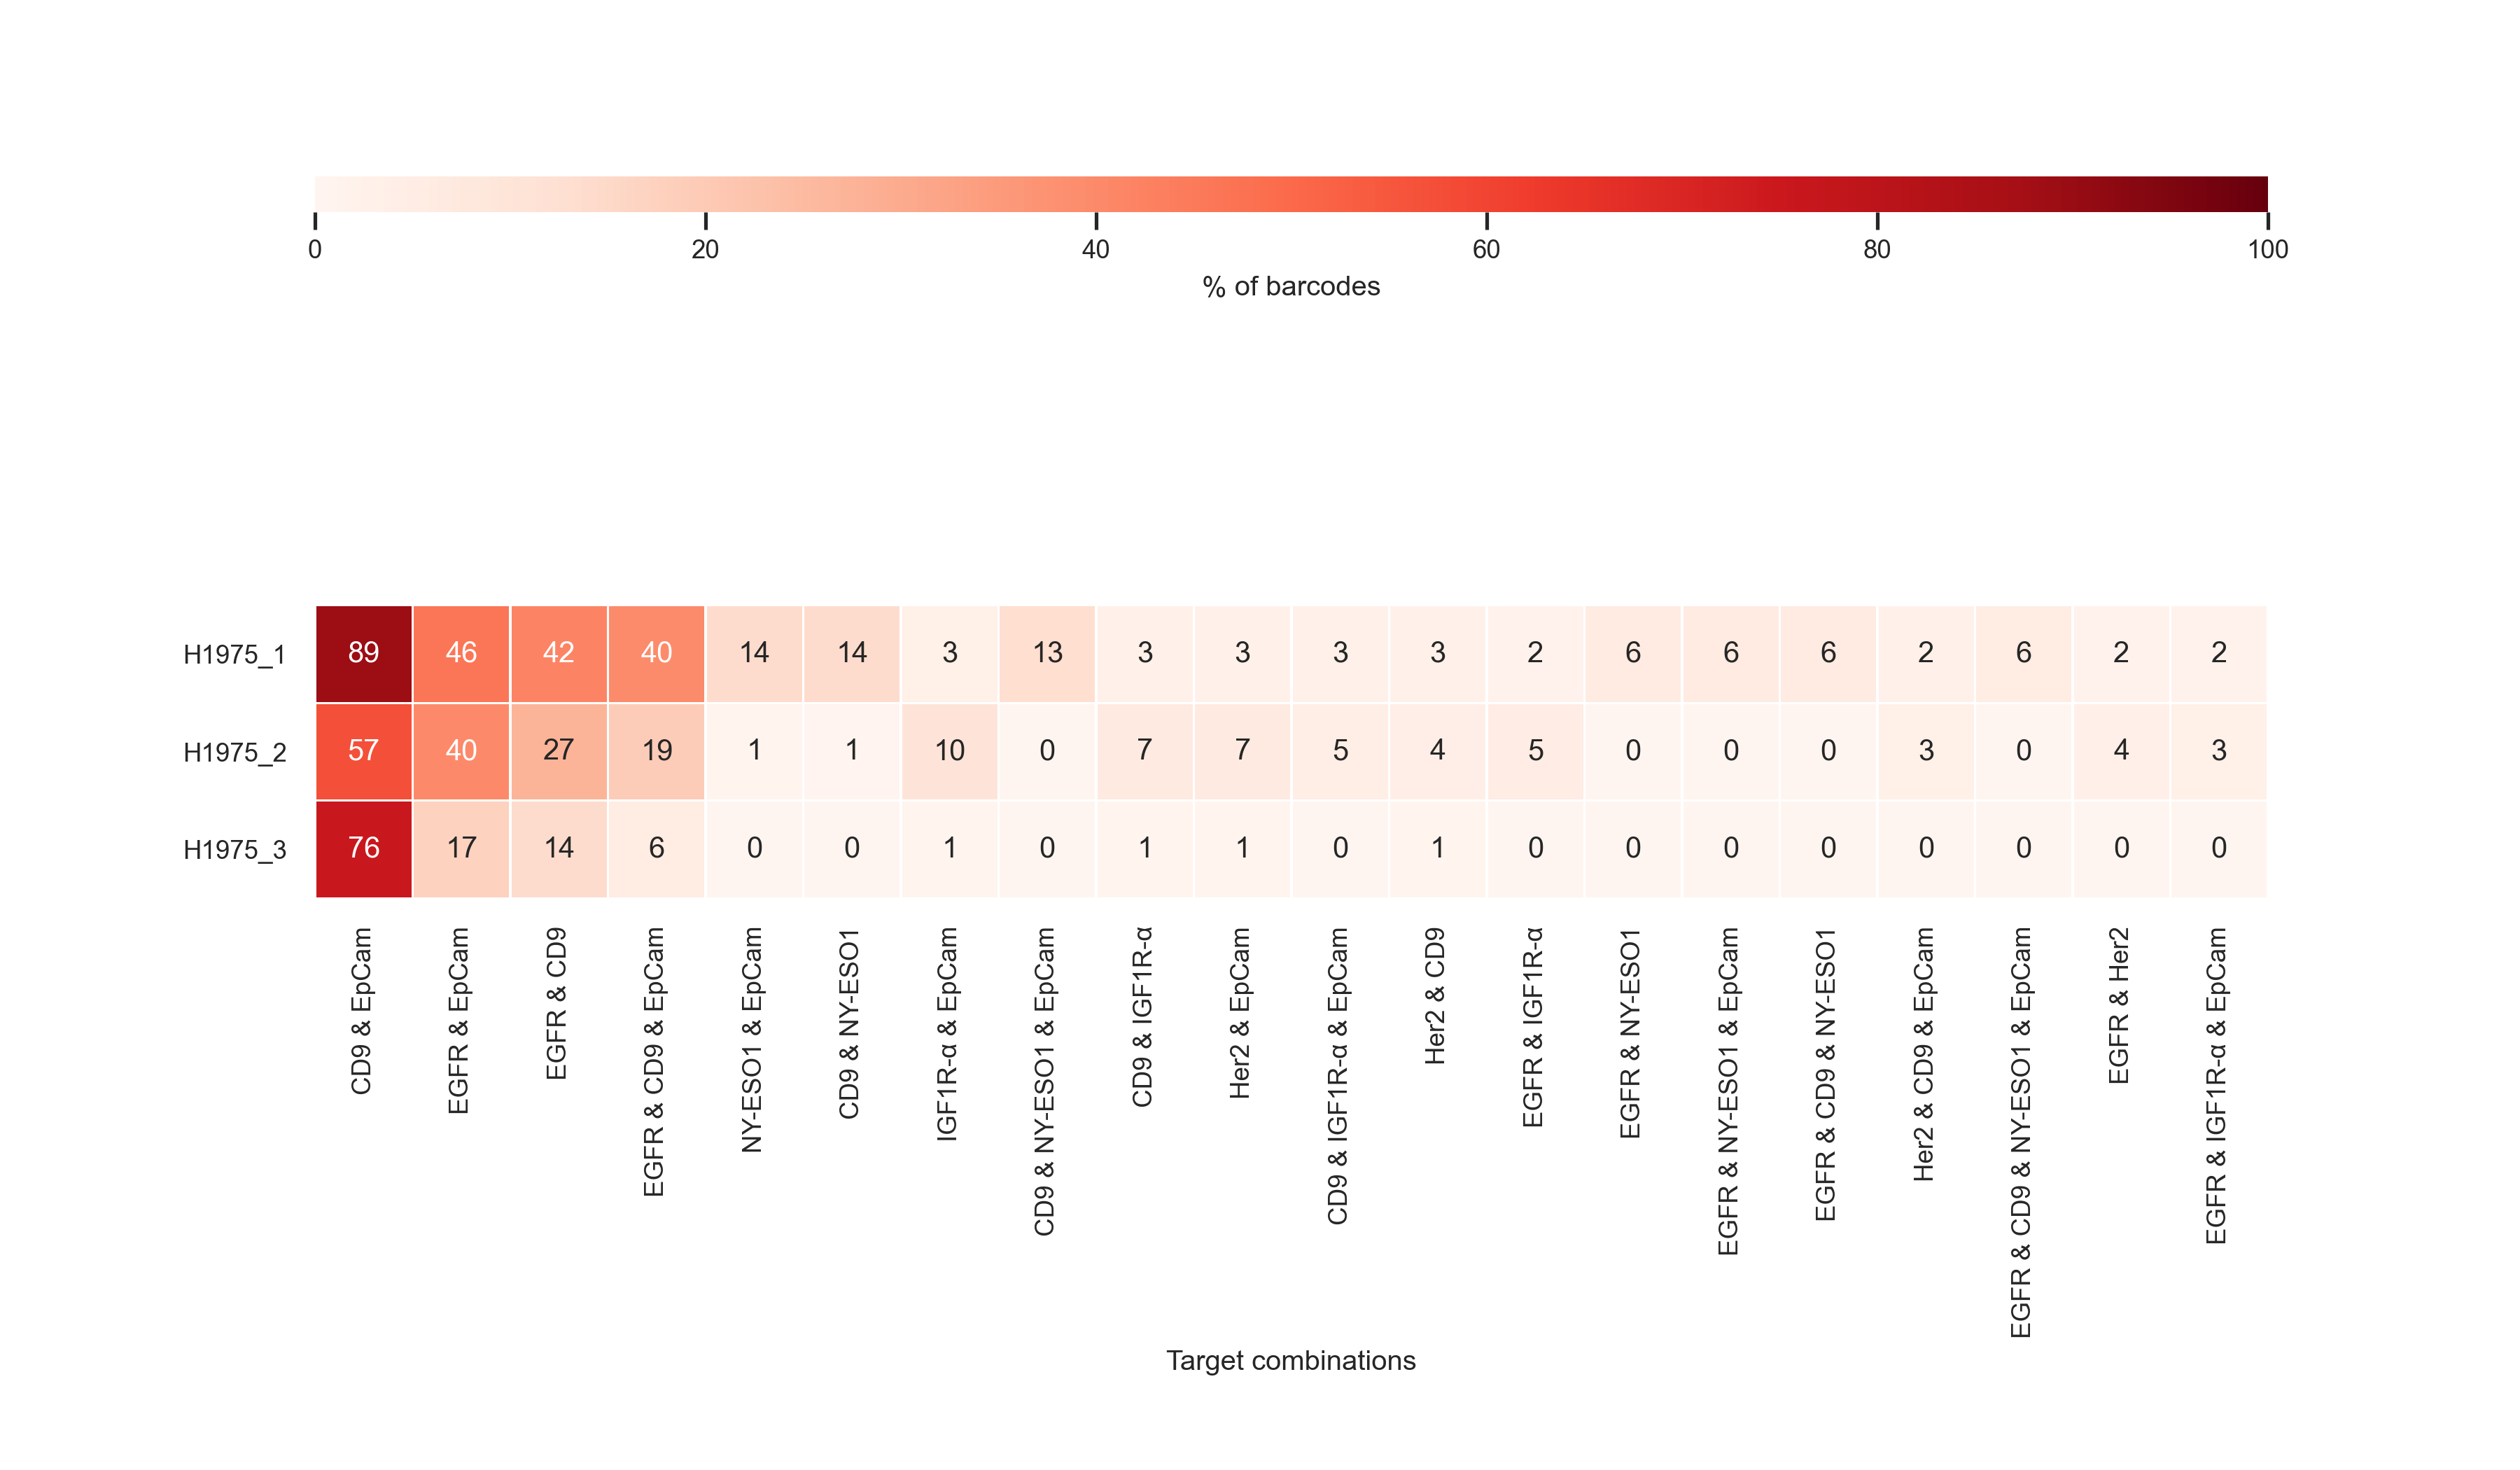 0 20 40 60 80 100
% of barcodes
H1975_1 89 46 42 40 14 14 3 13 3 3 3 3 2 6 6 6 2 6 2 2
H1975_2 57 40 27 19 1 1 10 0 7 7 5 4 5 0 0 0 3 0 4 3
H1975_3 76 17 14 6 0 0 1 0 1 1 0 1 0 0 0 0 0 0 0 0
CD9 & EpCam
EGFR & EpCam
EGFR & CD9
EGFR & CD9 & EpCam
NY-ESO1 & EpCam
CD9 & NY-ESO1
IGF1R-α & EpCam
CD9 & NY-ESO1 & EpCam
CD9 & IGF1R-α
Her2 & EpCam
CD9 & IGF1R-α & EpCam
Her2 & CD9
EGFR & IGF1R-α
EGFR & NY-ESO1
EGFR & NY-ESO1 & EpCam
EGFR & CD9 & NY-ESO1
Her2 & CD9 & EpCam
EGFR & CD9 & NY-ESO1 & EpCam
EGFR & Her2
EGFR & IGF1R-α & EpCam
Target combinations